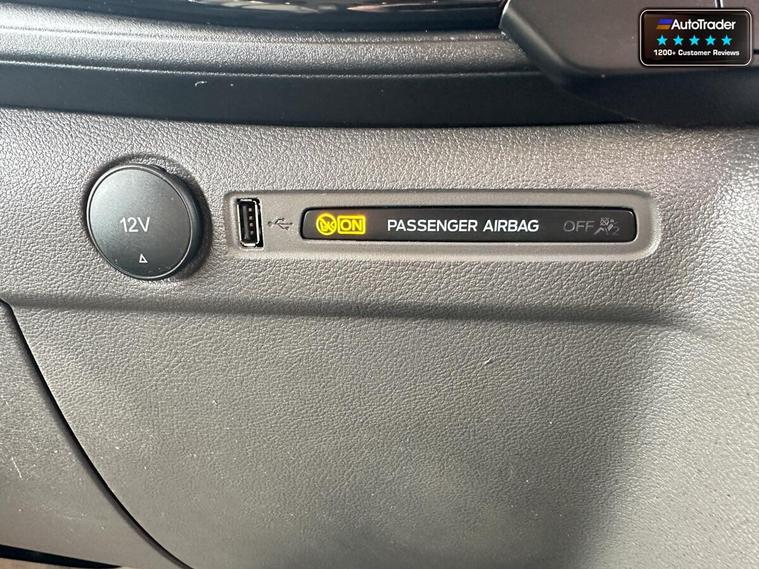 AutoTrader
1200+ Customer Reviews
12V
ON PASSENGER AIRBAG OFF